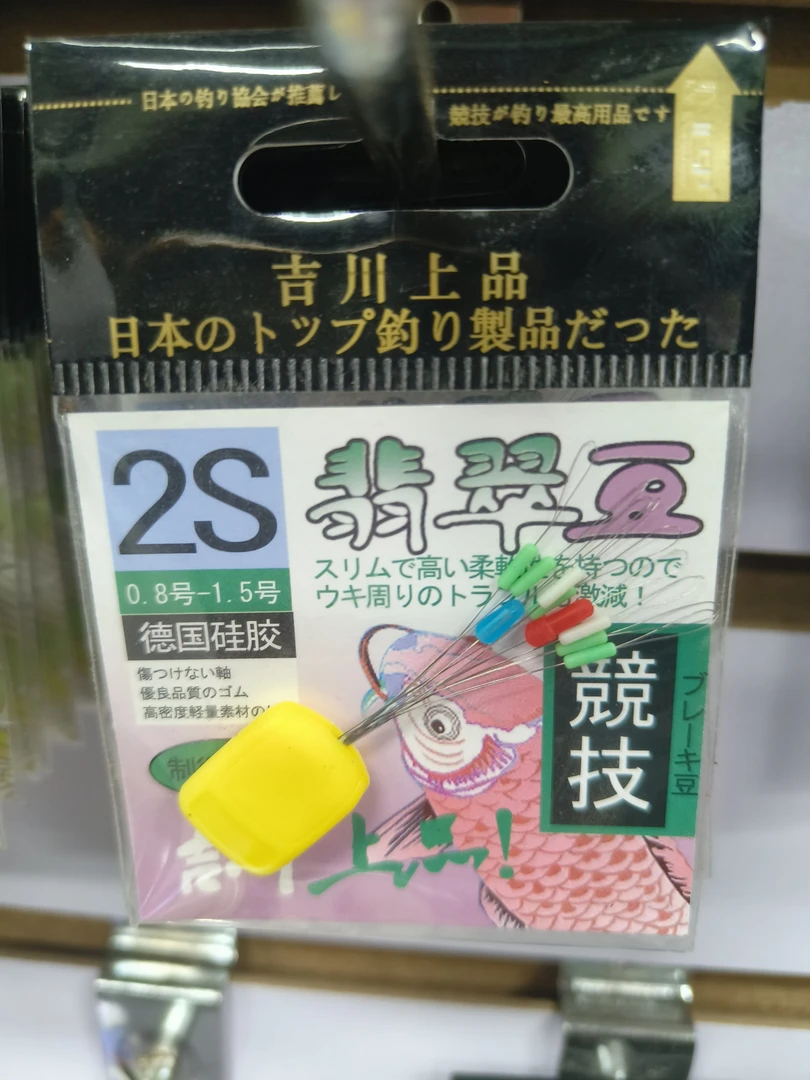 日本の釣り協会が推薦し
競技が釣り最高用品です
吉川上品
日本のトップ釣り製品だった
2S
翡翠豆
0.8号-1.5号
德国硅胶
スリムで高い柔軟 を持つので
ウキ周りのトラ ル 激減！
傷つけない軸
優良品質のゴム
高密度軽量素材の
競技
ブレーキ豆
制
吉 上品！